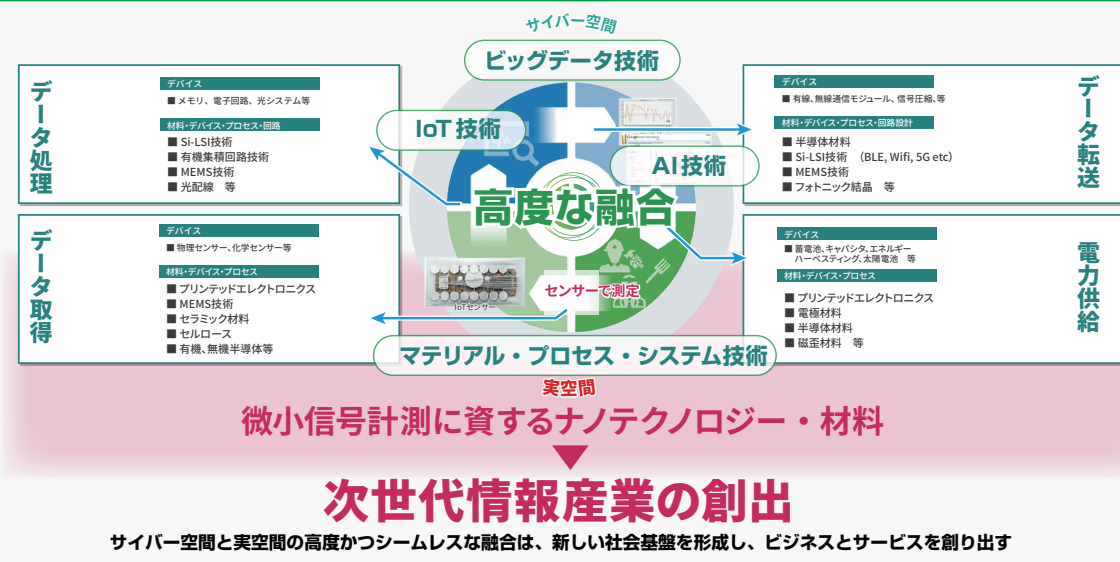 サイバー空間
ビッグデータ技術
IoT技術
AI技術
高度な融合
センサーで測定
IoTセンサー
マテリアル・プロセス・システム技術
実空間
データ処理
デバイス
■ メモリ、電子回路、光システム等
材料・デバイス・プロセス・回路
■ Si-LSI技術
■ 有機集積回路技術
■ MEMS技術
■ 光配線　等
データ転送
デバイス
■ 有線、無線通信モジュール、信号圧縮、等
材料・デバイス・プロセス・回路設計
■ 半導体材料
■ Si-LSI技術　(BLE, Wifi, 5G etc)
■ MEMS技術
■ フォトニック結晶　等
データ取得
デバイス
■ 物理センサー、化学センサー等
材料・デバイス・プロセス
■ プリンテッドエレクトロニクス
■ MEMS技術
■ セラミック材料
■ セルロース
■ 有機、無機半導体等
電力供給
デバイス
■ 蓄電池、キャパシタ、エネルギー
ハーベスティング、太陽電池　等
材料・デバイス・プロセス
■ プリンテッドエレクトロニクス
■ 電極材料
■ 半導体材料
■ 磁歪材料　等
微小信号計測に資するナノテクノロジー・材料
次世代情報産業の創出
サイバー空間と実空間の高度かつシームレスな融合は、新しい社会基盤を形成し、ビジネスとサービスを創り出す